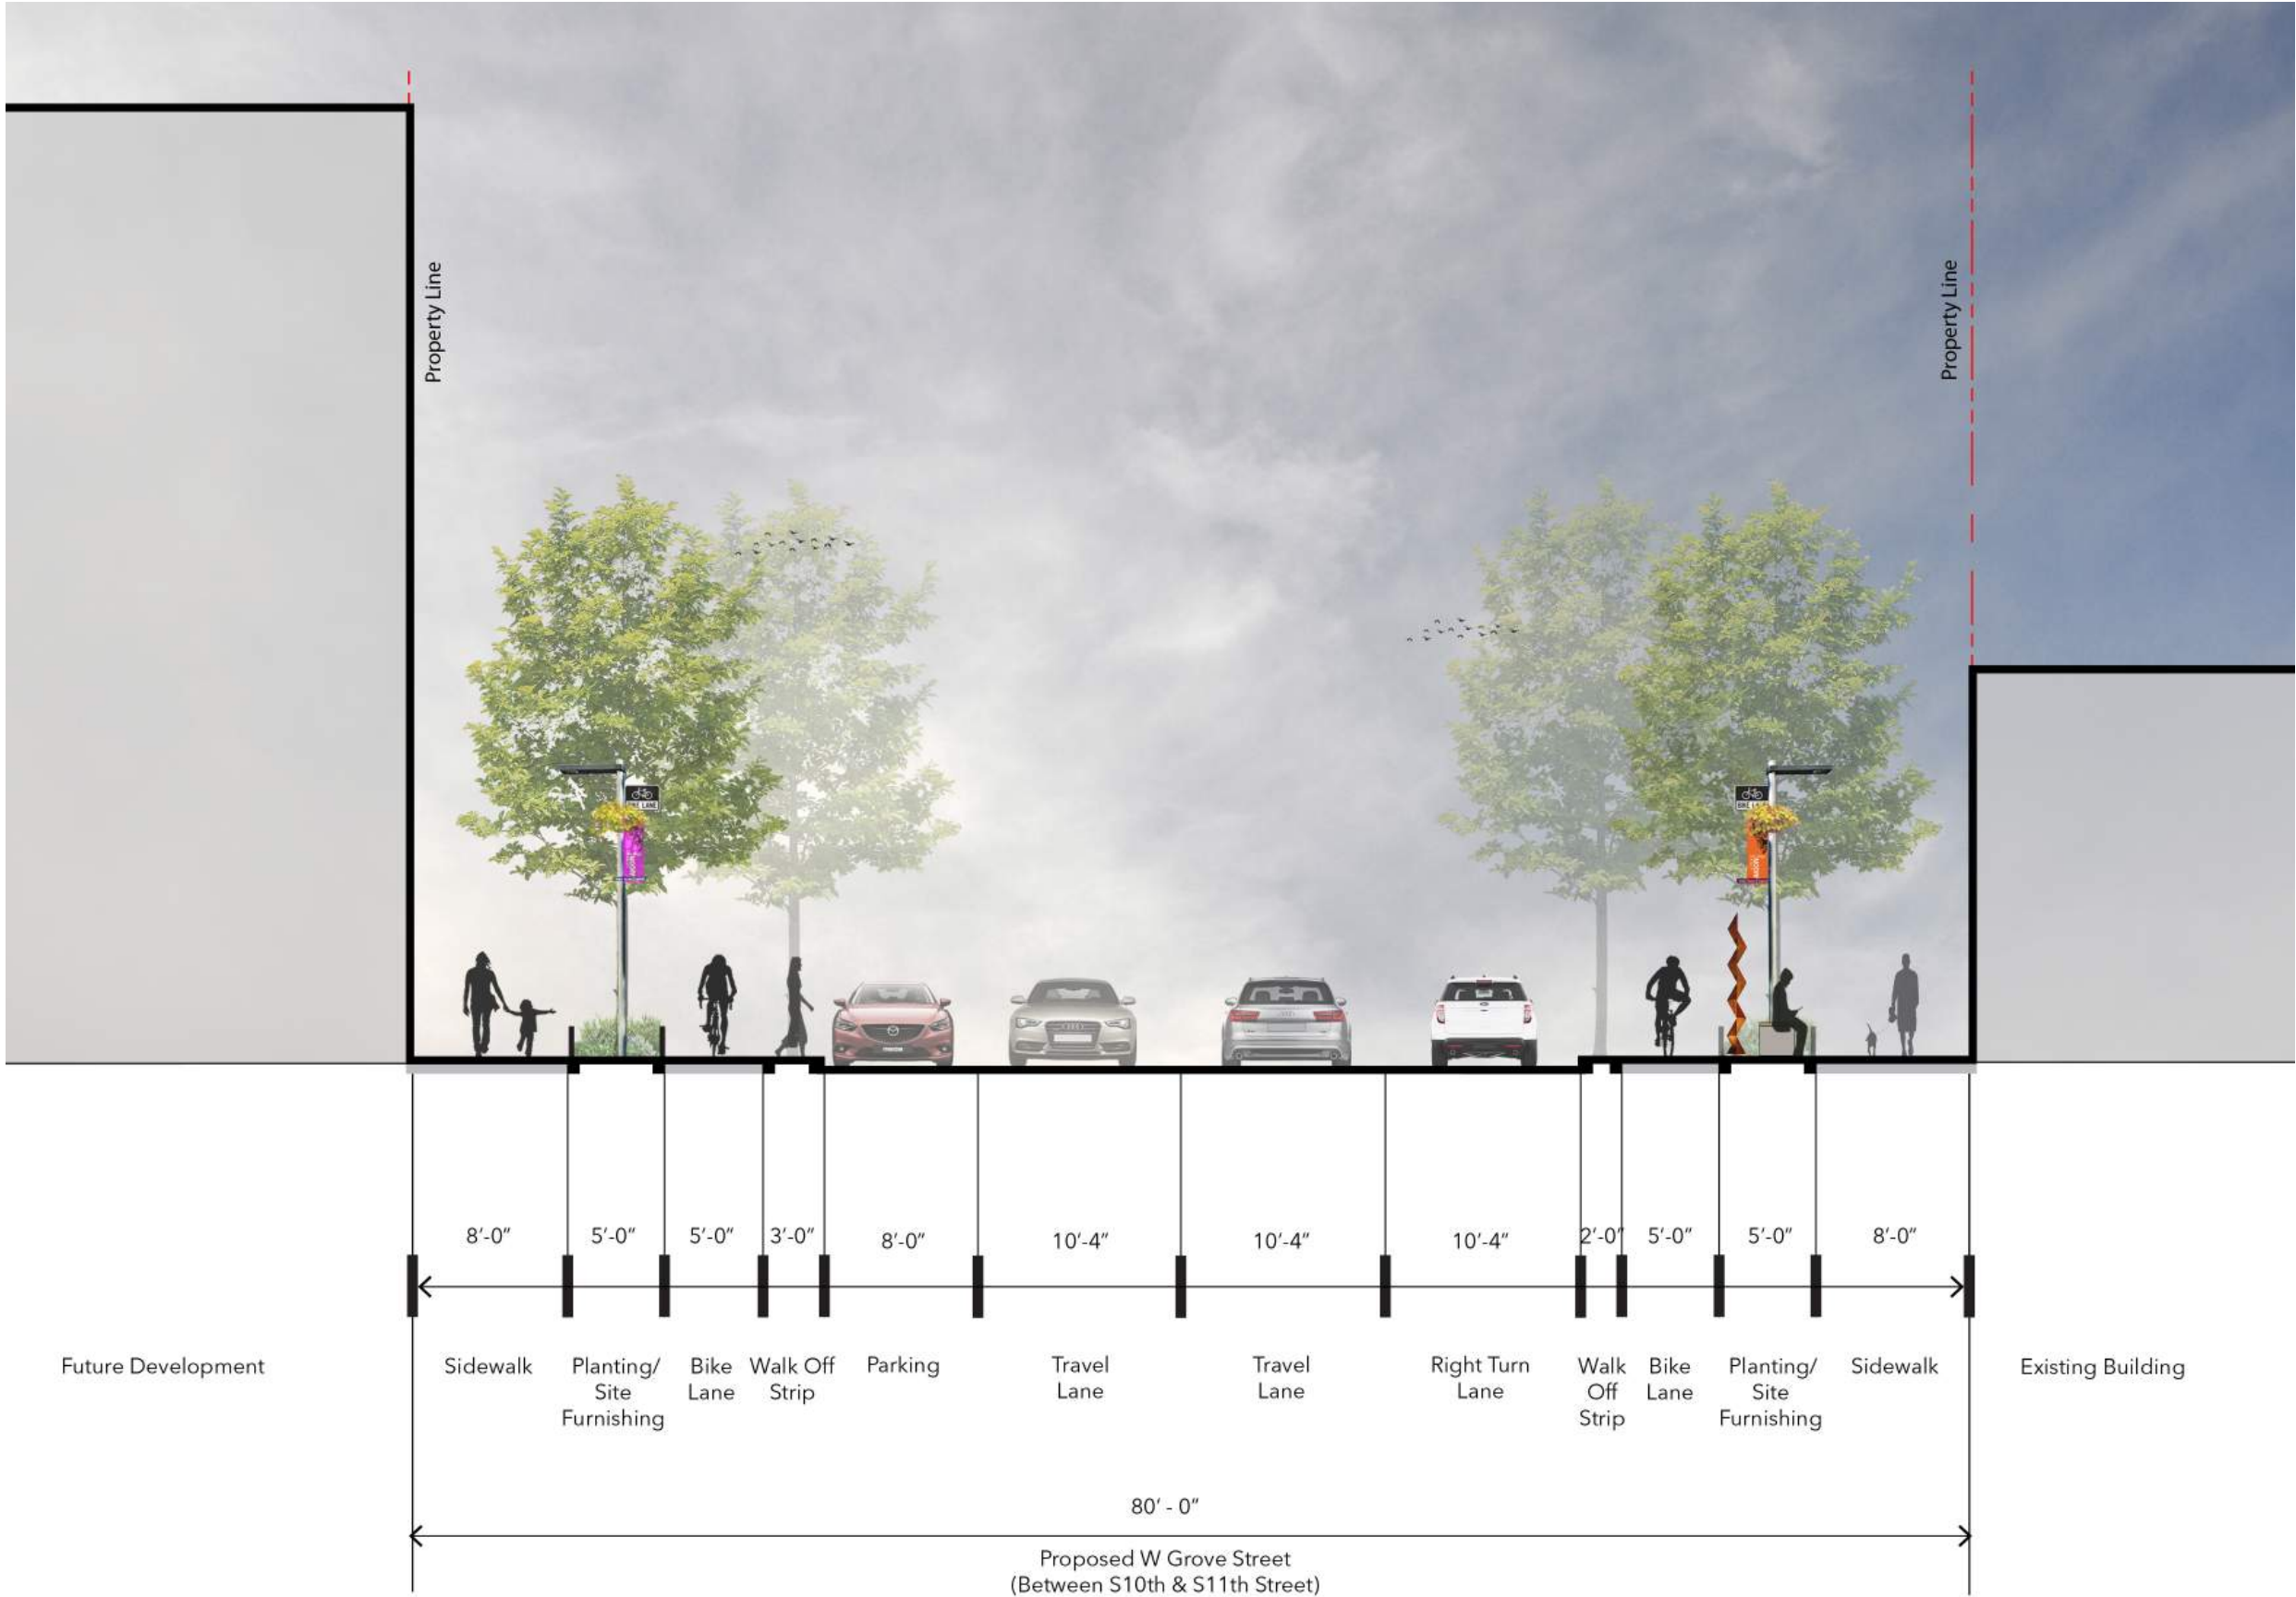 Property Line
Property Line
BIKE LANE
MOON
8'-0"
5'-0"
5'-0"
3'-0"
8'-0"
10'-4"
10'-4"
10'-4"
2'-0"
5'-0"
5'-0"
8'-0"
Future Development
Sidewalk
Planting/
Site
Furnishing
Bike
Lane
Walk Off
Strip
Parking
Travel
Lane
Travel
Lane
Right Turn
Lane
Walk
Off
Strip
Bike
Lane
Planting/
Site
Furnishing
Sidewalk
Existing Building
80' - 0"
Proposed W Grove Street
(Between S10th & S11th Street)